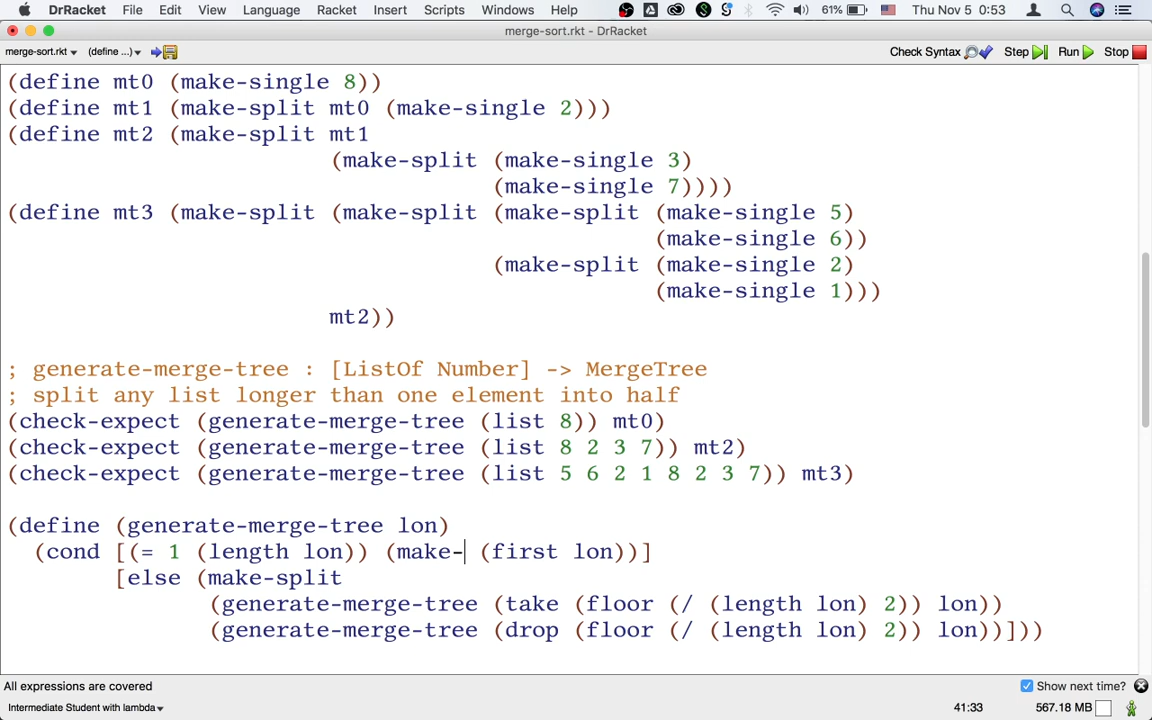 DrRacket File Edit View Language Racket Insert Scripts Windows Help 61% Thu Nov 5 0:53
merge-sort.rkt - DrRacket
merge-sort.rkt▾ (define ...)▾ Check Syntax Step Run Stop
(define mt0 (make-single 8))
(define mt1 (make-split mt0 (make-single 2)))
(define mt2 (make-split mt1
(make-split (make-single 3)
(make-single 7))))
(define mt3 (make-split (make-split (make-split (make-single 5)
(make-single 6))
(make-split (make-single 2)
(make-single 1)))
mt2))
; generate-merge-tree : [ListOf Number] -> MergeTree
; split any list longer than one element into half
(check-expect (generate-merge-tree (list 8)) mt0)
(check-expect (generate-merge-tree (list 8 2 3 7)) mt2)
(check-expect (generate-merge-tree (list 5 6 2 1 8 2 3 7)) mt3)
(define (generate-merge-tree lon)
(cond [(= 1 (length lon)) (make- (first lon))]
[else (make-split
(generate-merge-tree (take (floor (/ (length lon) 2)) lon))
(generate-merge-tree (drop (floor (/ (length lon) 2)) lon))]))
All expressions are covered Show next time?
Intermediate Student with lambda▾ 41:33 567.18 MB